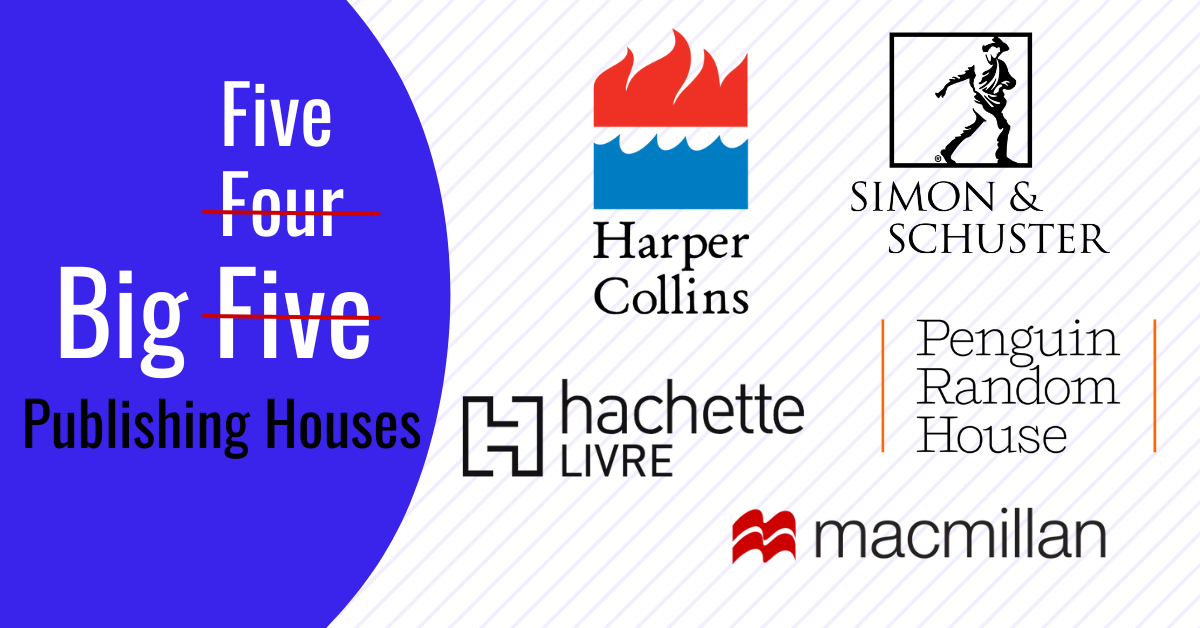 Five
Four
Big Five
Publishing Houses
Harper
Collins
SIMON &
SCHUSTER
®
hachette
LIVRE
Penguin
Random
House
macmillan